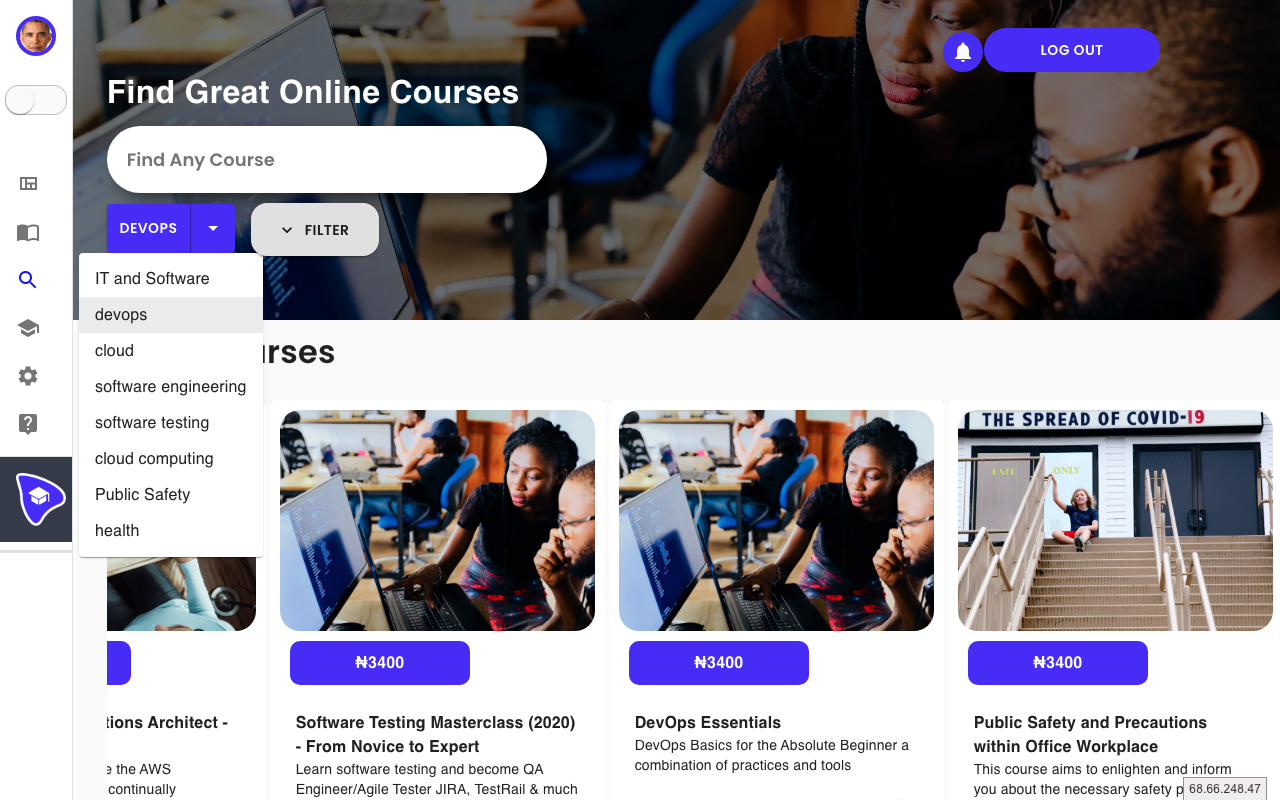 LOG OUT
Find Great Online Courses
Find Any Course
DEVOPS
FILTER
IT and Software
devops
cloud
software engineering
software testing
cloud computing
Public Safety
health
urses
THE SPREAD OF COVID-19
EXIT ONLY
₦3400
₦3400
₦3400
tions Architect -
e the AWS
continually
Software Testing Masterclass (2020)
- From Novice to Expert
Learn software testing and become QA
Engineer/Agile Tester JIRA, TestRail & much
DevOps Essentials
DevOps Basics for the Absolute Beginner a
combination of practices and tools
Public Safety and Precautions
within Office Workplace
This course aims to enlighten and inform
you about the necessary safety p
68.66.248.47